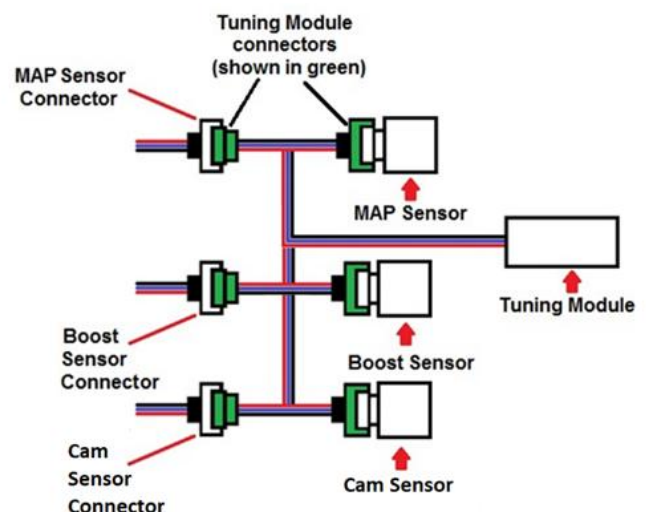 Tuning Module
connectors
(shown in green)
MAP Sensor
Connector
MAP Sensor
Tuning Module
Boost
Sensor
Connector
Boost Sensor
Cam
Sensor
Connector
Cam Sensor